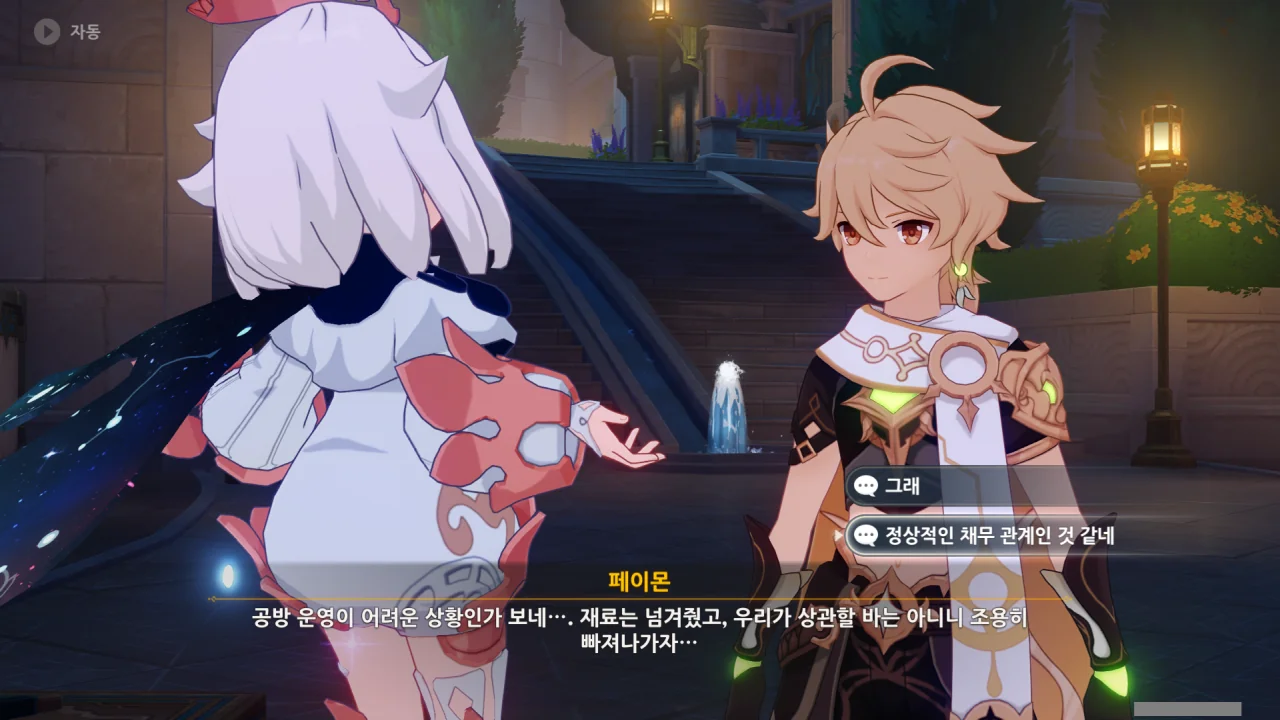 자동
그래
정상적인 채무 관계인 것 같네
페이몬
공방 운영이 어려운 상황인가 보네…. 재료는 넘겨줬고, 우리가 상관할 바는 아니니 조용히
빠져나가자…